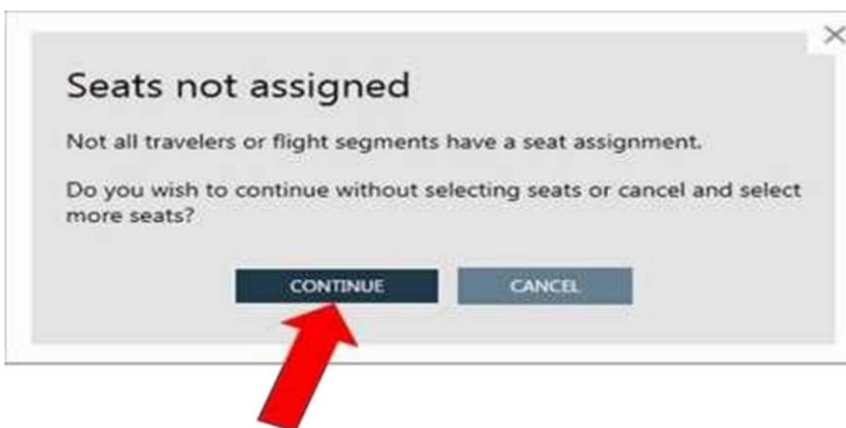 Seats not assigned
Not all travelers or flight segments have a seat assignment.
Do you wish to continue without selecting seats or cancel and select
more seats?
CONTINUE
CANCEL